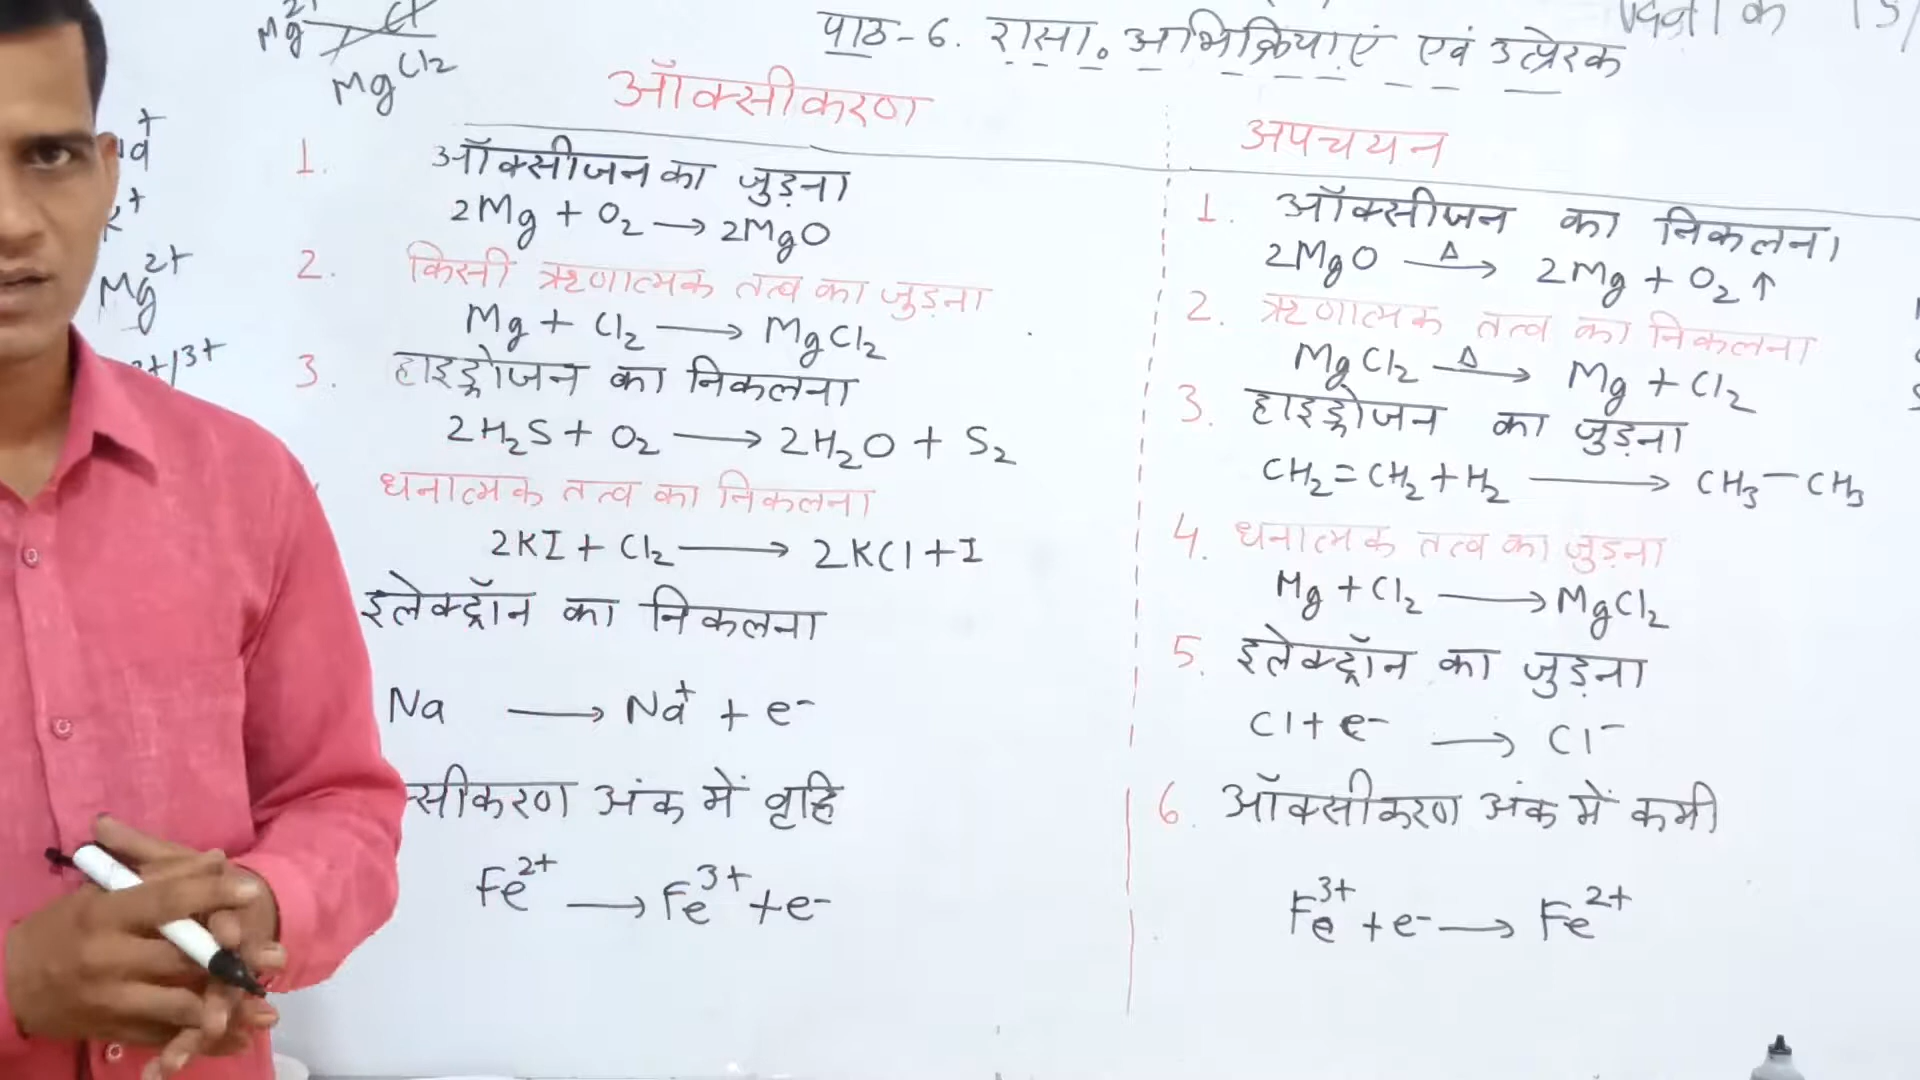 Mg 2+ Cl
MgCl₂
पाठ-6. रासा. अभिक्रियाएं एवं उत्प्रेरक
ऑक्सीकरण
1. ऑक्सीजन का जुड़ना
2Mg + O₂ → 2MgO
2. किसी ऋणात्मक तत्व का जुड़ना
Mg + Cl₂ → MgCl₂
3. हाइड्रोजन का निकलना
2H₂S + O₂ → 2H₂O + S₂
धनात्मक तत्व का निकलना
2KI + Cl₂ → 2KCl + I
इलेक्ट्रॉन का निकलना
Na → Na⁺ + e⁻
क्सीकरण अंक में वृद्धि
Fe²⁺ → Fe³⁺ + e⁻
अपचयन
1. ऑक्सीजन का निकलना
2MgO —Δ→ 2Mg + O₂ ↑
2. ऋणात्मक तत्व का निकलना
MgCl₂ —Δ→ Mg + Cl₂
3. हाइड्रोजन का जुड़ना
CH₂=CH₂ + H₂ → CH₃—CH₃
4. धनात्मक तत्व का जुड़ना
Mg + Cl₂ → MgCl₂
5. इलेक्ट्रॉन का जुड़ना
Cl + e⁻ → Cl⁻
6. ऑक्सीकरण अंक में कमी
Fe³⁺ + e⁻ → Fe²⁺
Mg²⁺